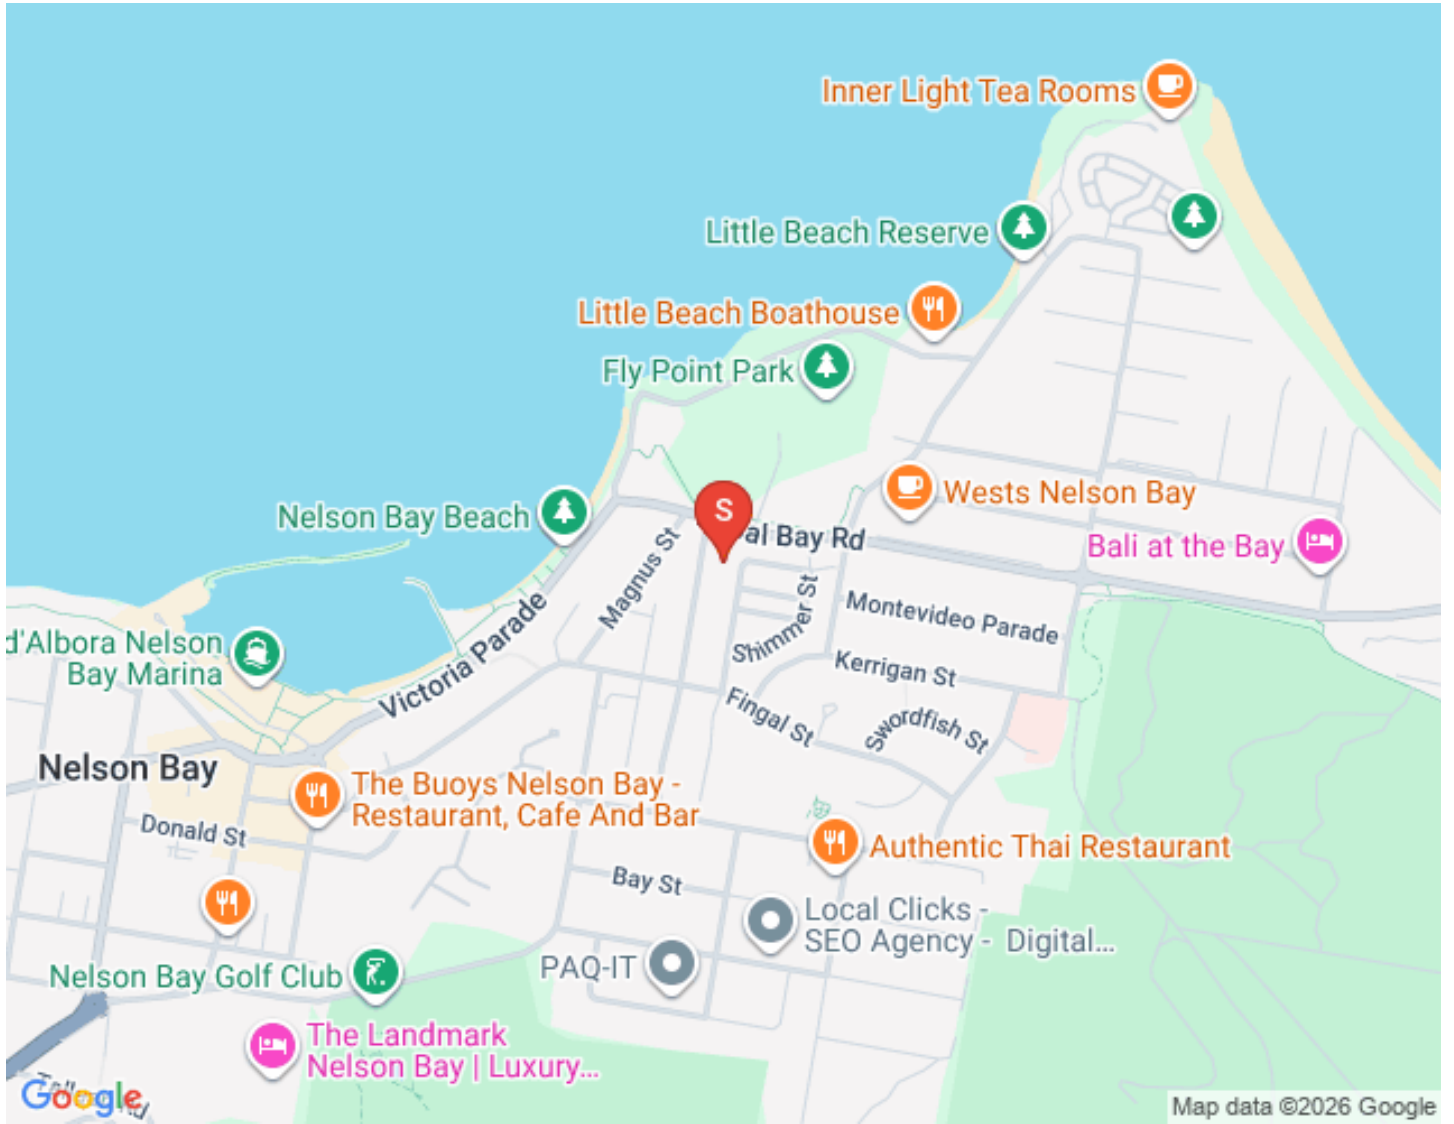 Inner Light Tea Rooms
Little Beach Reserve
Little Beach Boathouse
Fly Point Park
Wests Nelson Bay
Nelson Bay Beach
S
al Bay Rd
Bali at the Bay
Magnus St
Shimmer St
Montevideo Parade
d'Albora Nelson
Bay Marina
Victoria Parade
Kerrigan St
Fingal St
Swordfish St
Nelson Bay
The Buoys Nelson Bay -
Restaurant, Cafe And Bar
Donald St
Authentic Thai Restaurant
Bay St
Local Clicks -
SEO Agency - Digital...
PAQ-IT
Nelson Bay Golf Club
The Landmark
Nelson Bay | Luxury...
Google
Rd
Map data ©2026 Google